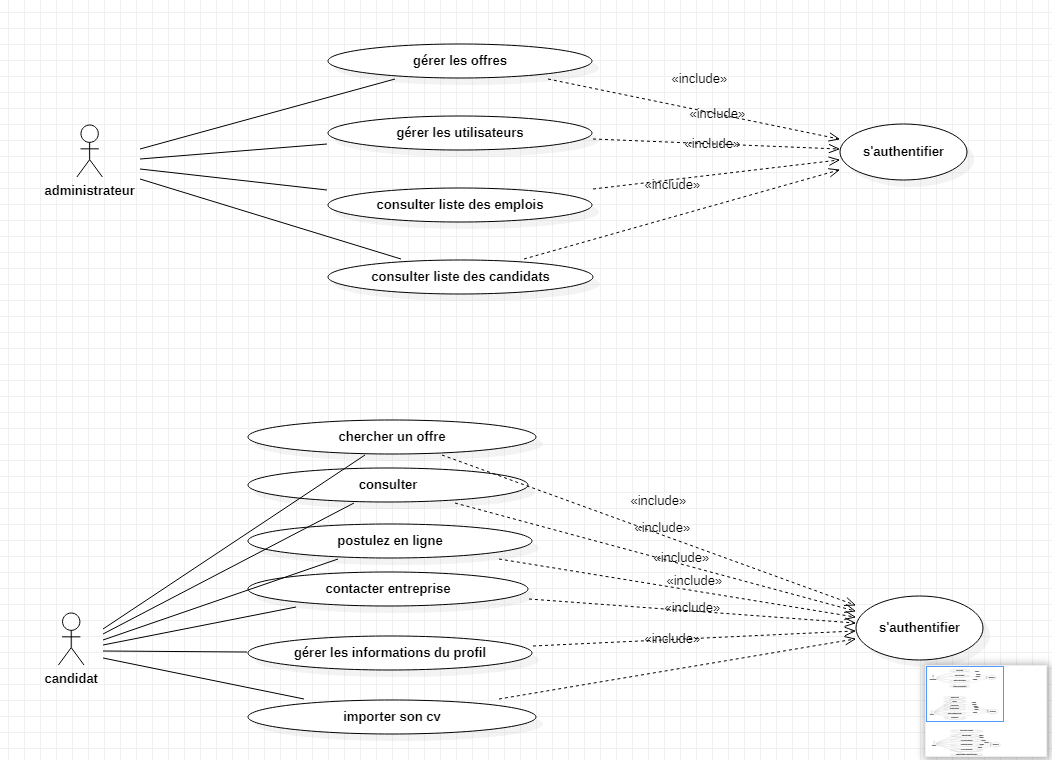 gérer les offres
«include»
«include»
gérer les utilisateurs
«include»
s'authentifier
administrateur
«include»
consulter liste des emplois
consulter liste des candidats
chercher un offre
consulter
«include»
«include»
postulez en ligne
«include»
«include»
contacter entreprise
«include»
s'authentifier
«include»
gérer les informations du profil
candidat
importer son cv